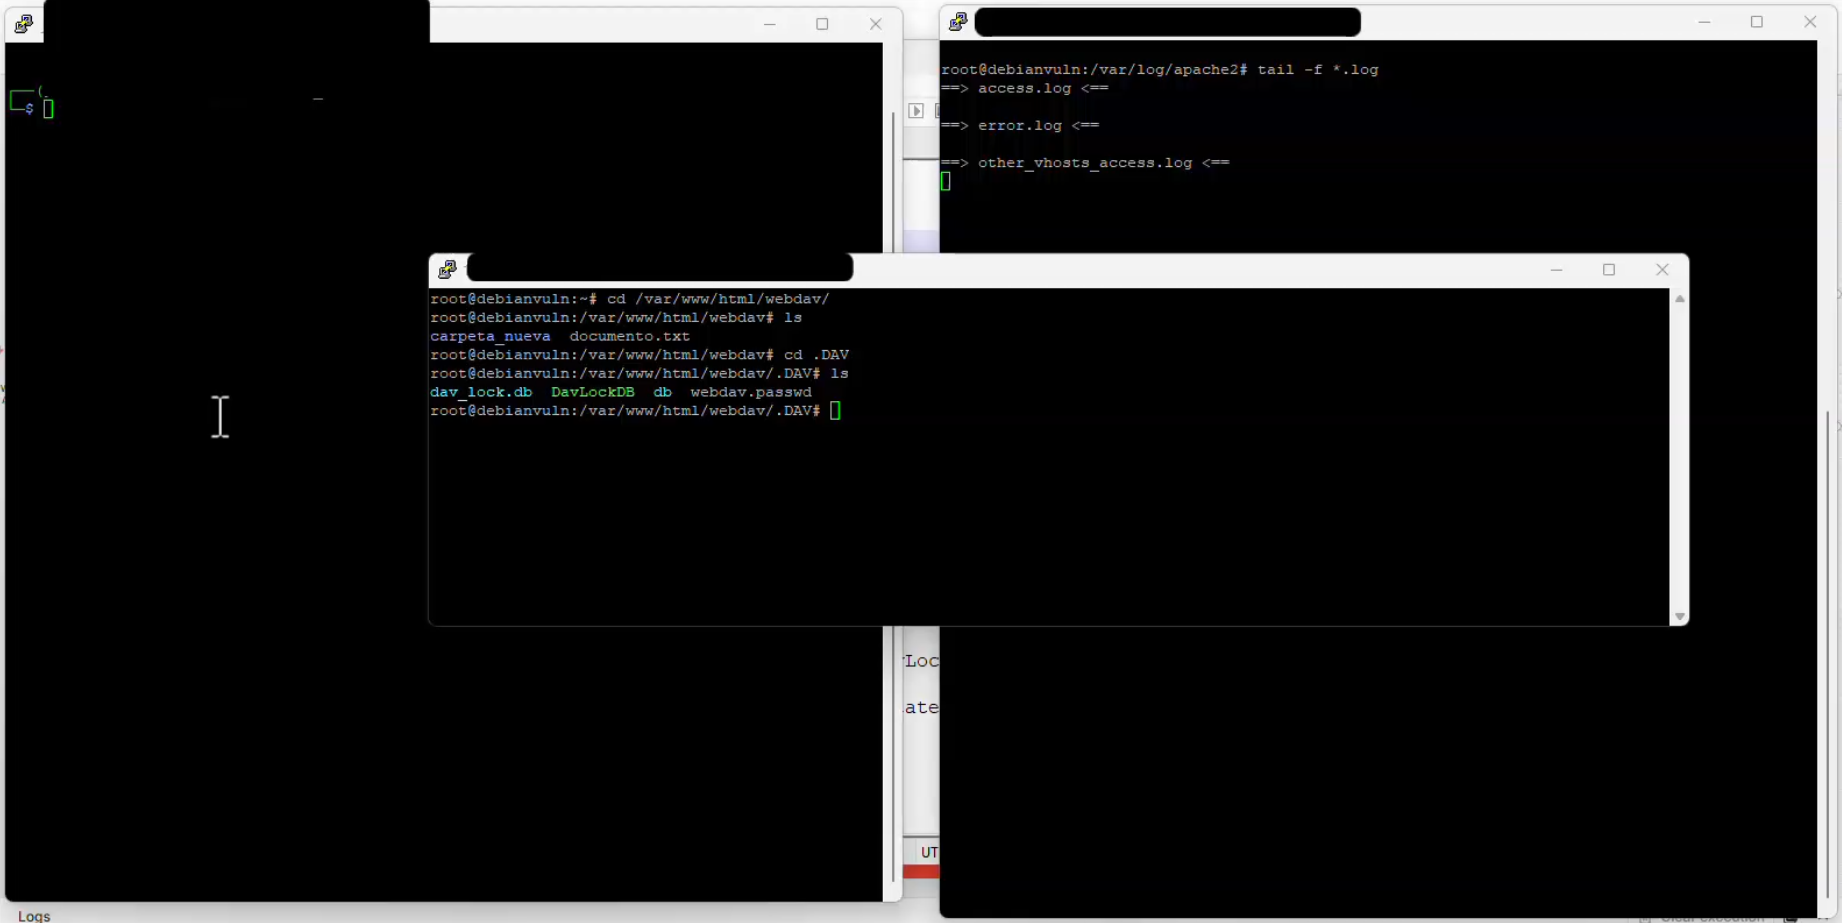 $
root@debianvuln:/var/log/apache2# tail -f *.log
==> access.log <==
==> error.log <==
==> other_vhosts_access.log <==
root@debianvuln:~# cd /var/www/html/webdav/
root@debianvuln:/var/www/html/webdav# ls
carpeta_nueva  documento.txt
root@debianvuln:/var/www/html/webdav# cd .DAV
root@debianvuln:/var/www/html/webdav/.DAV# ls
dav_lock.db  DavLockDB  db  webdav.passwd
root@debianvuln:/var/www/html/webdav/.DAV#
Loc
ate
UT
Logs